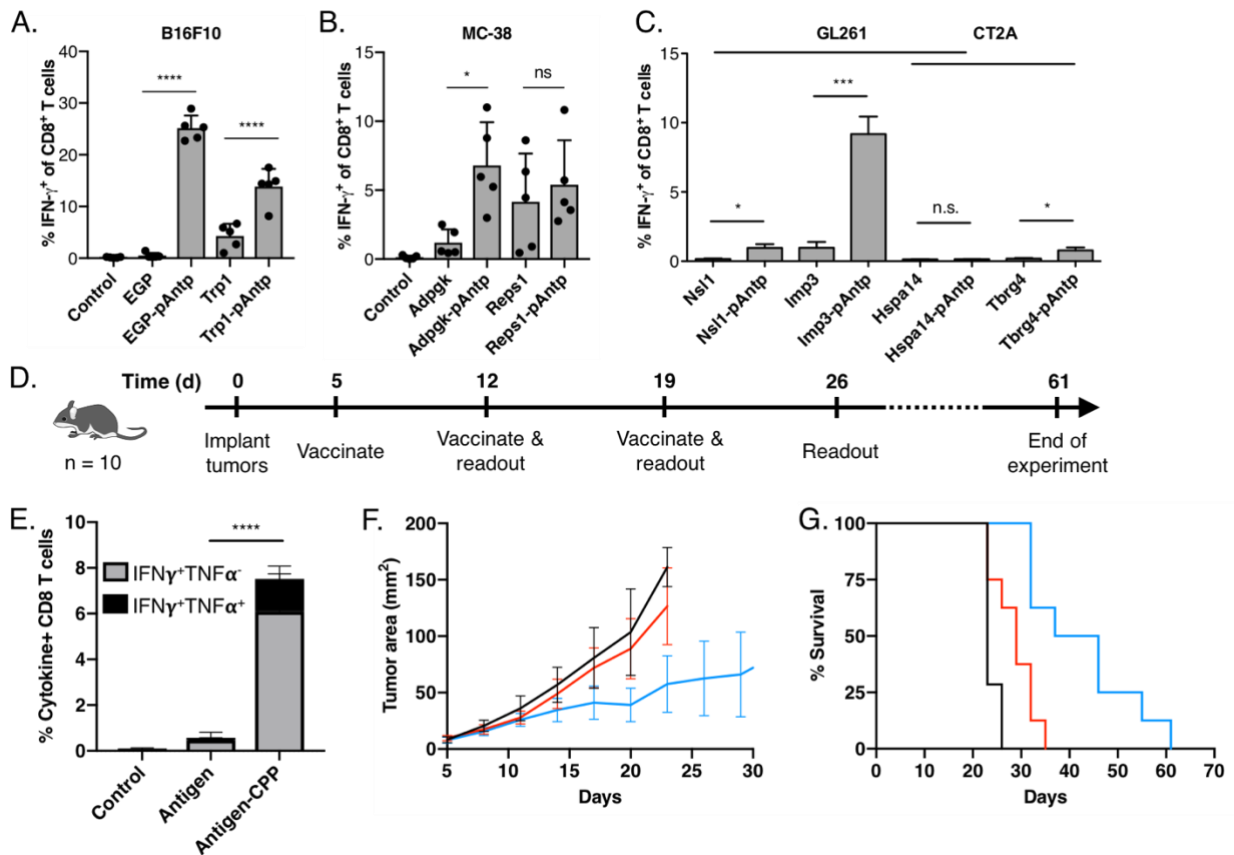 A.
B16F10
% IFN-γ⁺ of CD8⁺ T cells
40
30
20
10
0
****
****
Control
EGP
EGP-pAntp
Trp1
Trp1-pAntp
B.
MC-38
% IFN-γ⁺ of CD8⁺ T cells
15
10
5
0
*
ns
Control
Adpgk
Adpgk-pAntp
Reps1
Reps1-pAntp
C.
GL261
CT2A
% IFN-γ⁺ of CD8⁺ T cells
15
10
5
0
*
***
n.s.
*
Nsl1
Nsl1-pAntp
Imp3
Imp3-pAntp
Hspa14
Hspa14-pAntp
Tbrg4
Tbrg4-pAntp
D.
Time (d) 0 5 12 19 26 61
n = 10
Implant
tumors
Vaccinate
Vaccinate &
readout
Vaccinate &
readout
Readout
End of
experiment
E.
% Cytokine+ CD8 T cells
10
8
6
4
2
0
****
IFNγ⁺TNFα⁻
IFNγ⁺TNFα⁺
Control
Antigen
Antigen-CPP
F.
Tumor area (mm²)
200
150
100
50
0
5 10 15 20 25 30
Days
G.
% Survival
100
75
50
25
0
0 10 20 30 40 50 60 70
Days